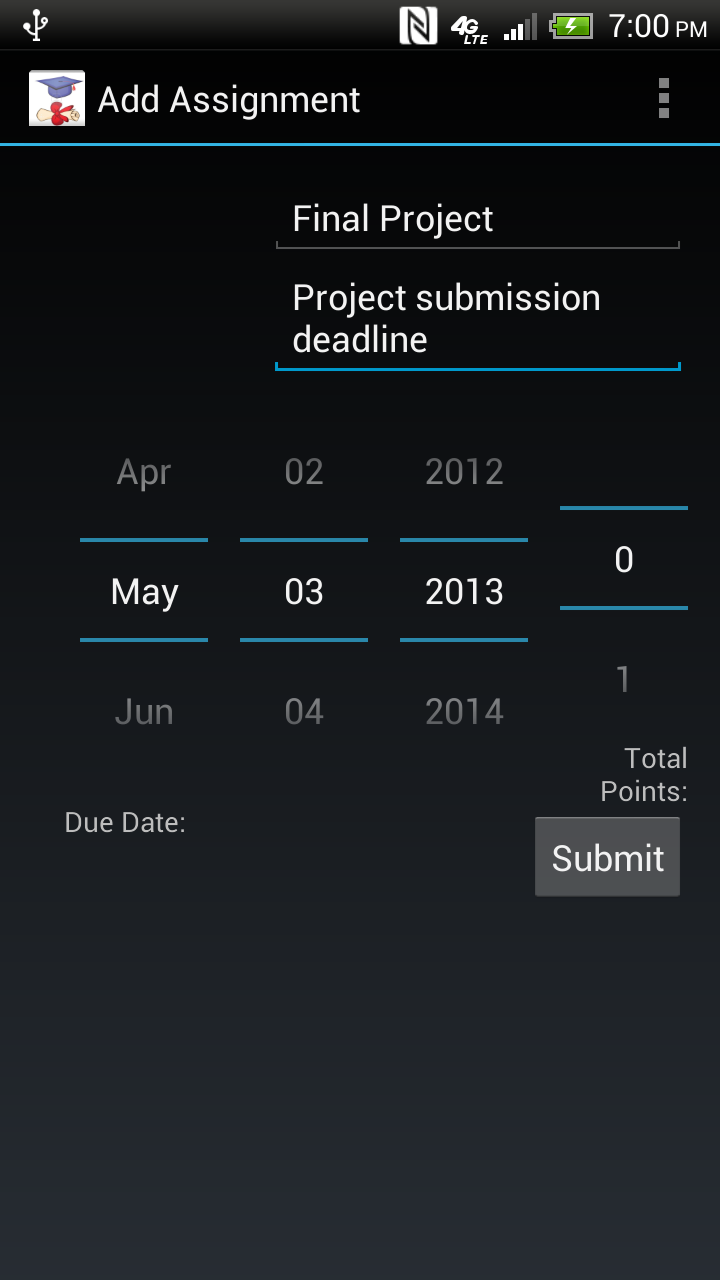 4G LTE 7:00 PM
Add Assignment
Final Project
Project submission
deadline
Apr 02 2012
May 03 2013 0
Jun 04 2014 1
Total
Points:
Due Date:
Submit